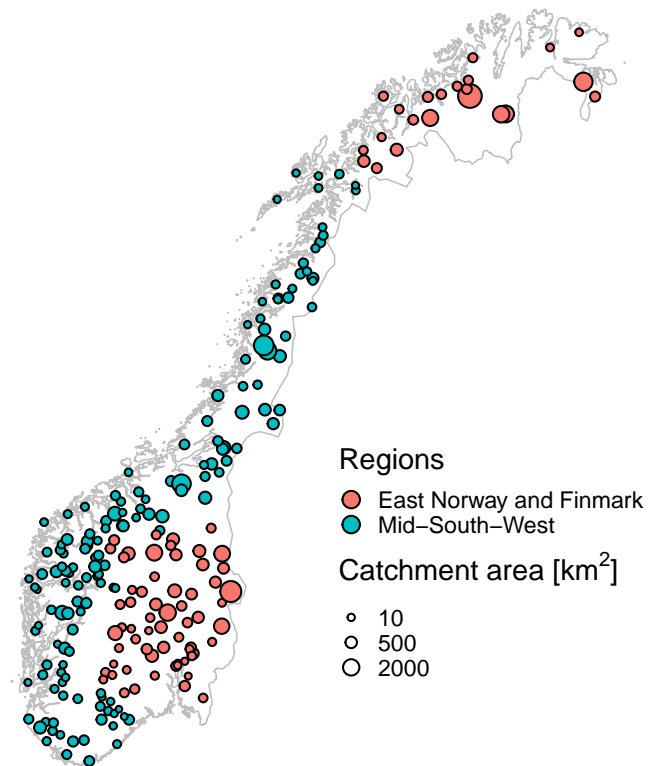 Regions
East Norway and Finmark
Mid−South−West
Catchment area [km²]
10
500
2000